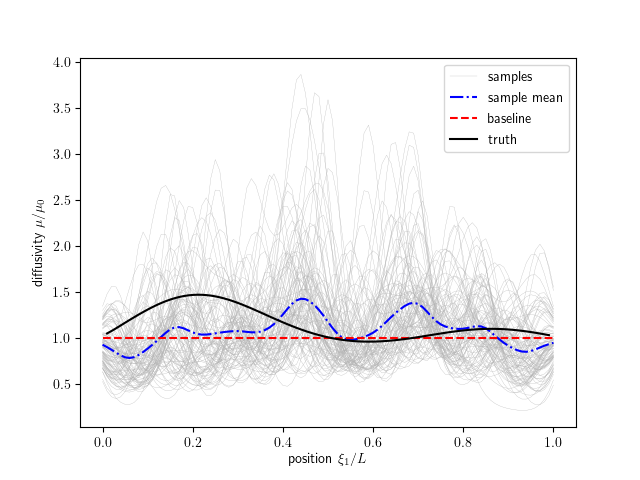 4.0
3.5
3.0
2.5
2.0
1.5
1.0
0.5
diffusivity μ/μ₀
samples
sample mean
baseline
truth
0.0 0.2 0.4 0.6 0.8 1.0
position ξ₁/L